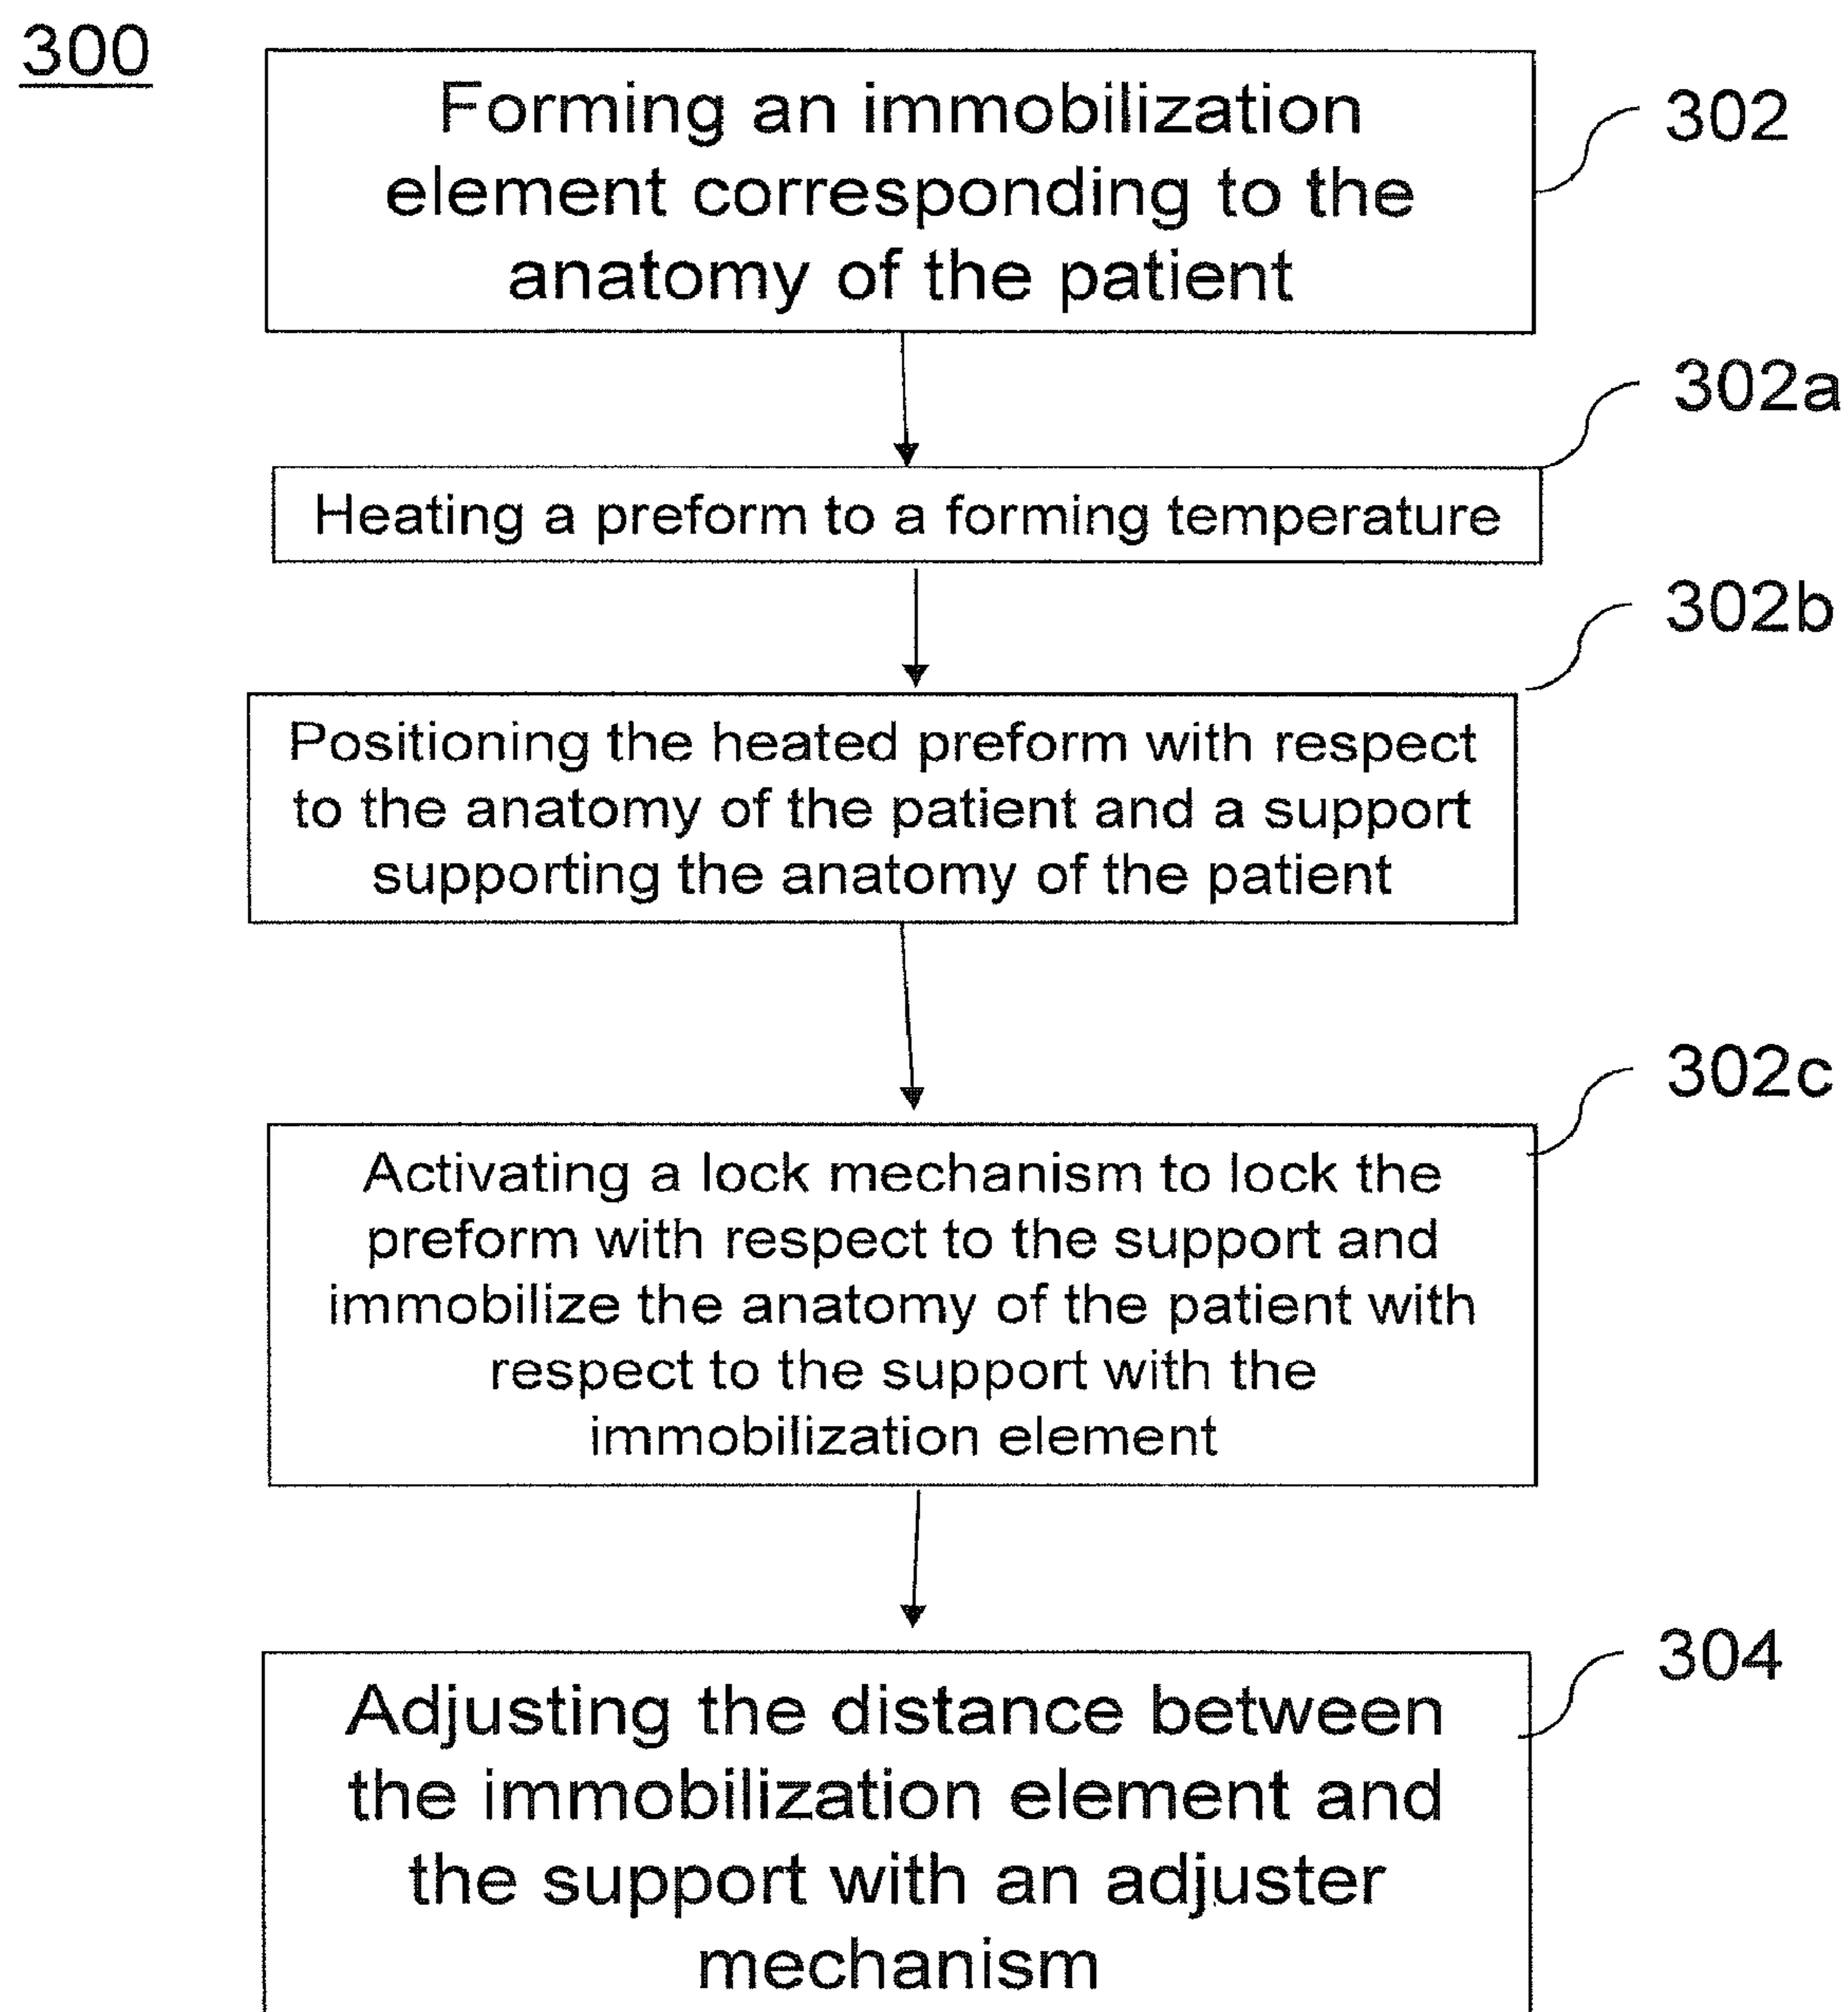 300
Forming an immobilization
element corresponding to the
anatomy of the patient
302
302a
Heating a preform to a forming temperature
302b
Positioning the heated preform with respect
to the anatomy of the patient and a support
supporting the anatomy of the patient
302c
Activating a lock mechanism to lock the
preform with respect to the support and
immobilize the anatomy of the patient with
respect to the support with the
immobilization element
304
Adjusting the distance between
the immobilization element and
the support with an adjuster
mechanism